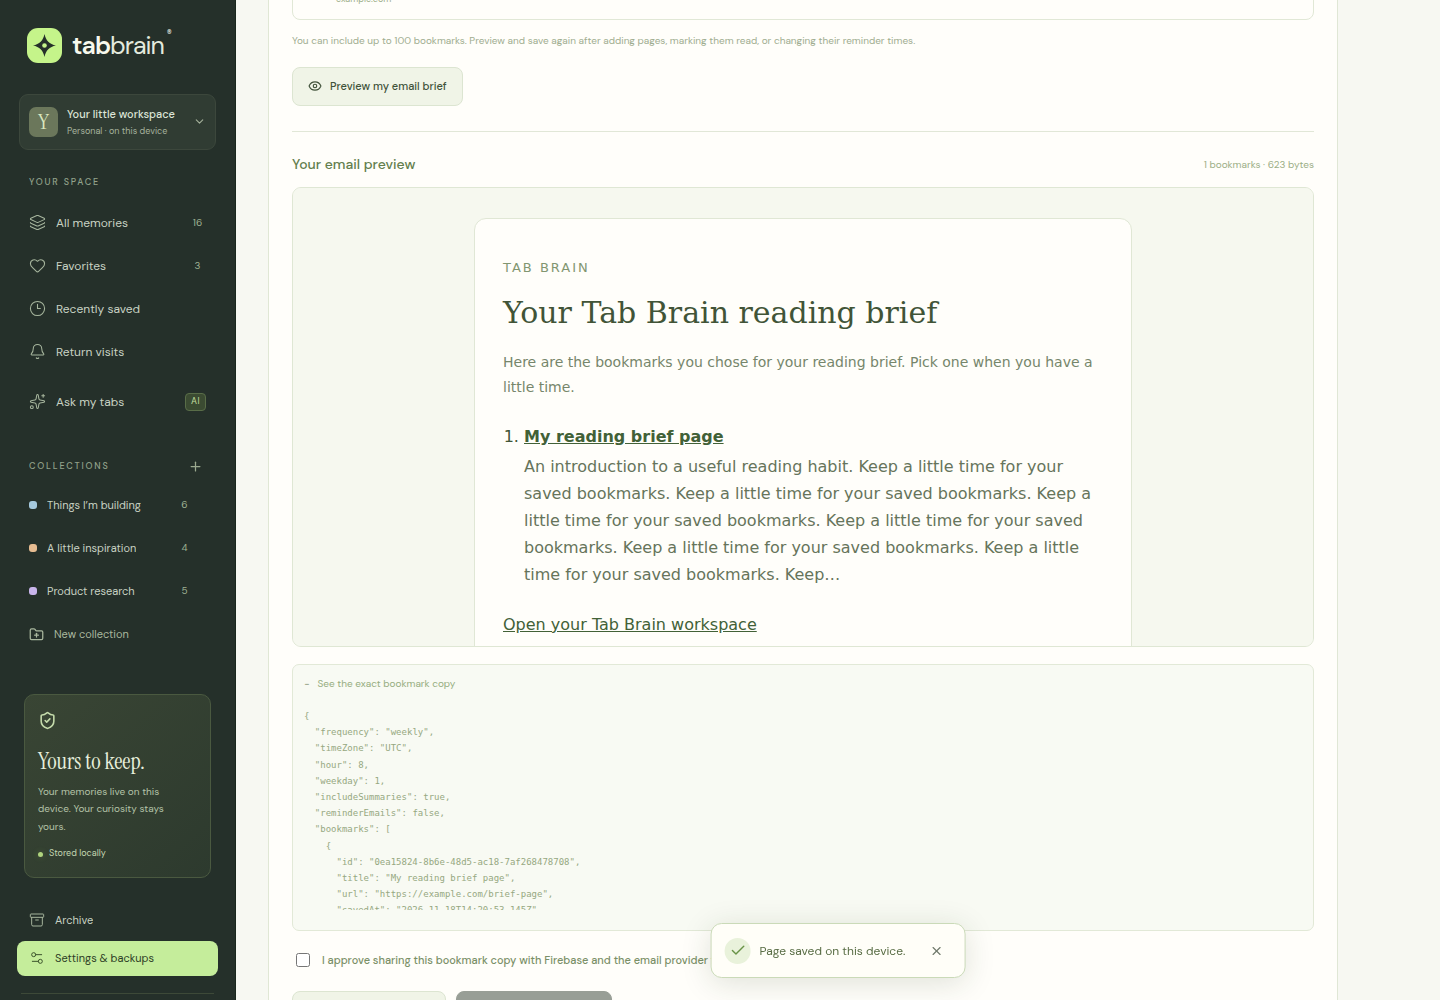 tabbrain®
Y
Your little workspace
Personal · on this device
YOUR SPACE
All memories 16
Favorites 3
Recently saved
Return visits
Ask my tabs AI
COLLECTIONS
Things I'm building 6
A little inspiration 4
Product research 5
New collection
Yours to keep.
Your memories live on this
device. Your curiosity stays
yours.
Stored locally
Archive
Settings & backups
example.com
You can include up to 100 bookmarks. Preview and save again after adding pages, marking them read, or changing their reminder times.
Preview my email brief
Your email preview
1 bookmarks · 623 bytes
TAB BRAIN
Your Tab Brain reading brief
Here are the bookmarks you chose for your reading brief. Pick one when you have a
little time.
1. My reading brief page
An introduction to a useful reading habit. Keep a little time for your
saved bookmarks. Keep a little time for your saved bookmarks. Keep a
little time for your saved bookmarks. Keep a little time for your saved
bookmarks. Keep a little time for your saved bookmarks. Keep a little
time for your saved bookmarks. Keep...
Open your Tab Brain workspace
– See the exact bookmark copy
{
"frequency": "weekly",
"timeZone": "UTC",
"hour": 8,
"weekday": 1,
"includeSummaries": true,
"reminderEmails": false,
"bookmarks": [
{
"id": "0ea15824-8b6e-48d5-ac18-7af268478708",
"title": "My reading brief page",
"url": "https://example.com/brief-page",
I approve sharing this bookmark copy with Firebase and the email provider
Page saved on this device.